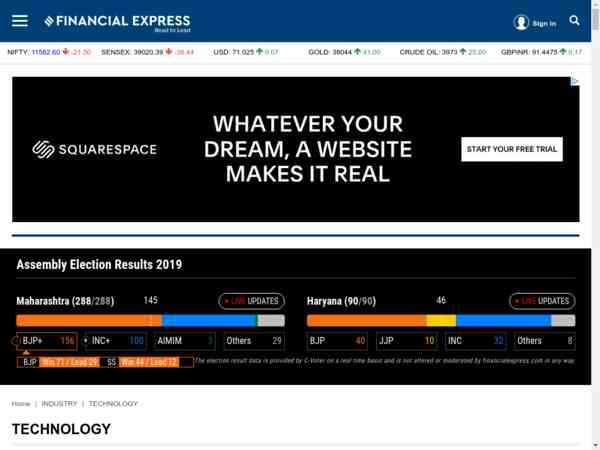 FINANCIAL EXPRESS
Read to Lead
Sign In
NIFTY: 11582.60 -21.50 SENSEX: 39020.39 -38.44 USD: 71.025 0.07 GOLD: 38044 41.00 CRUDE OIL: 3973 25.00 GBPINR: 91.4475 0.17
SQUARESPACE
WHATEVER YOUR
DREAM, A WEBSITE
MAKES IT REAL
START YOUR FREE TRIAL
Assembly Election Results 2019
Maharashtra (288/288) 145 LIVE UPDATES
Haryana (90/90) 46 LIVE UPDATES
BJP+ 156 INC+ 100 AIMIM 3 Others 29
BJP 40 JJP 10 INC 32 Others 8
BJP Win 71 / Lead 29 SS Win 44 / Lead 12
The election result data is provided by C-Voter on a real time basis and is not altered or moderated by financialexpress.com in any way.
Home | INDUSTRY | TECHNOLOGY
TECHNOLOGY